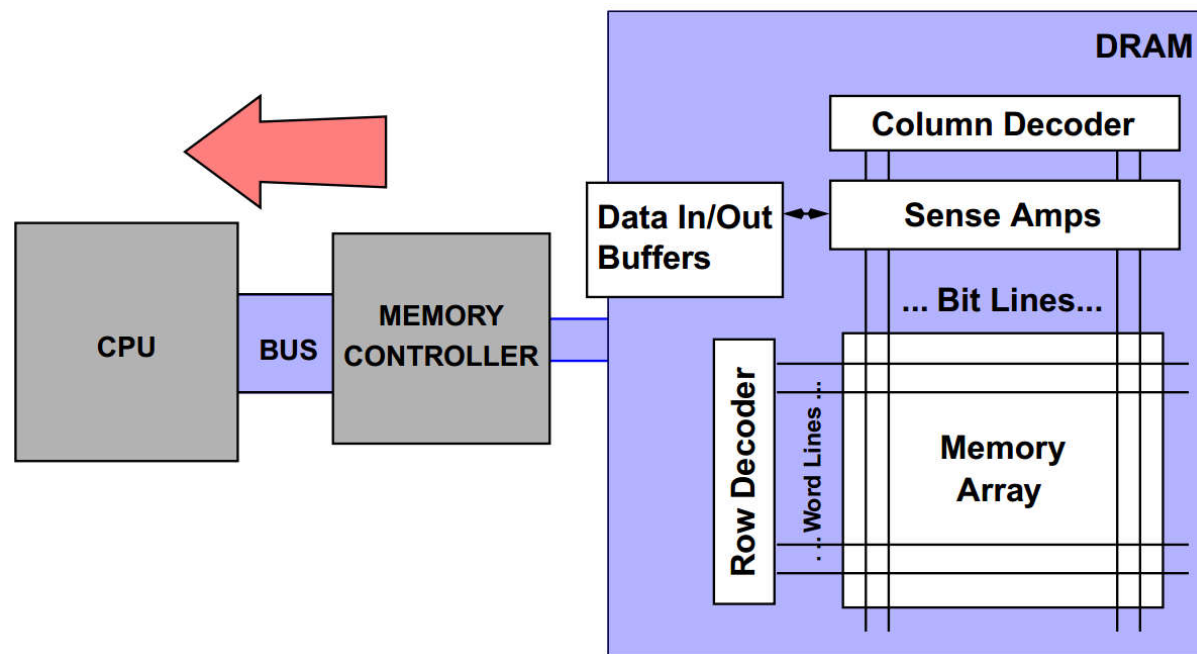 DRAM
Column Decoder
Data In/Out
Buffers
Sense Amps
... Bit Lines...
CPU
BUS
MEMORY
CONTROLLER
Row Decoder
... Word Lines ...
Memory
Array